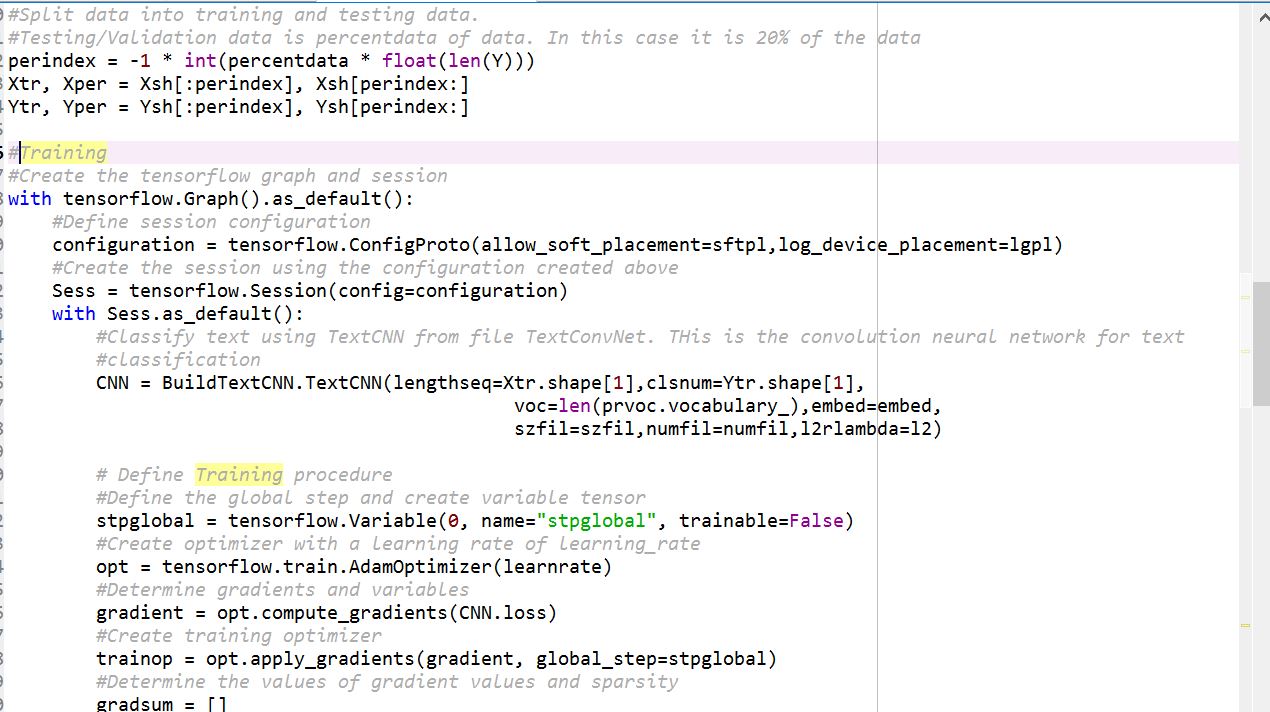 #Split data into training and testing data.
#Testing/Validation data is percentdata of data. In this case it is 20% of the data
perindex = -1 * int(percentdata * float(len(Y)))
Xtr, Xper = Xsh[:perindex], Xsh[perindex:]
Ytr, Yper = Ysh[:perindex], Ysh[perindex:]
#Training
#Create the tensorflow graph and session
with tensorflow.Graph().as_default():
    #Define session configuration
    configuration = tensorflow.ConfigProto(allow_soft_placement=sftpl,log_device_placement=lgpl)
    #Create the session using the configuration created above
    Sess = tensorflow.Session(config=configuration)
    with Sess.as_default():
        #Classify text using TextCNN from file TextConvNet. THis is the convolution neural network for text
        #classification
        CNN = BuildTextCNN.TextCNN(lengthseq=Xtr.shape[1],clsnum=Ytr.shape[1],
                                              voc=len(prvoc.vocabulary_),embed=embed,
                                              szfil=szfil,numfil=numfil,l2rlambda=l2)
        # Define Training procedure
        #Define the global step and create variable tensor
        stpglobal = tensorflow.Variable(0, name="stpglobal", trainable=False)
        #Create optimizer with a learning rate of learning_rate
        opt = tensorflow.train.AdamOptimizer(learnrate)
        #Determine gradients and variables
        gradient = opt.compute_gradients(CNN.loss)
        #Create training optimizer
        trainop = opt.apply_gradients(gradient, global_step=stpglobal)
        #Determine the values of gradient values and sparsity
        gradsum = []